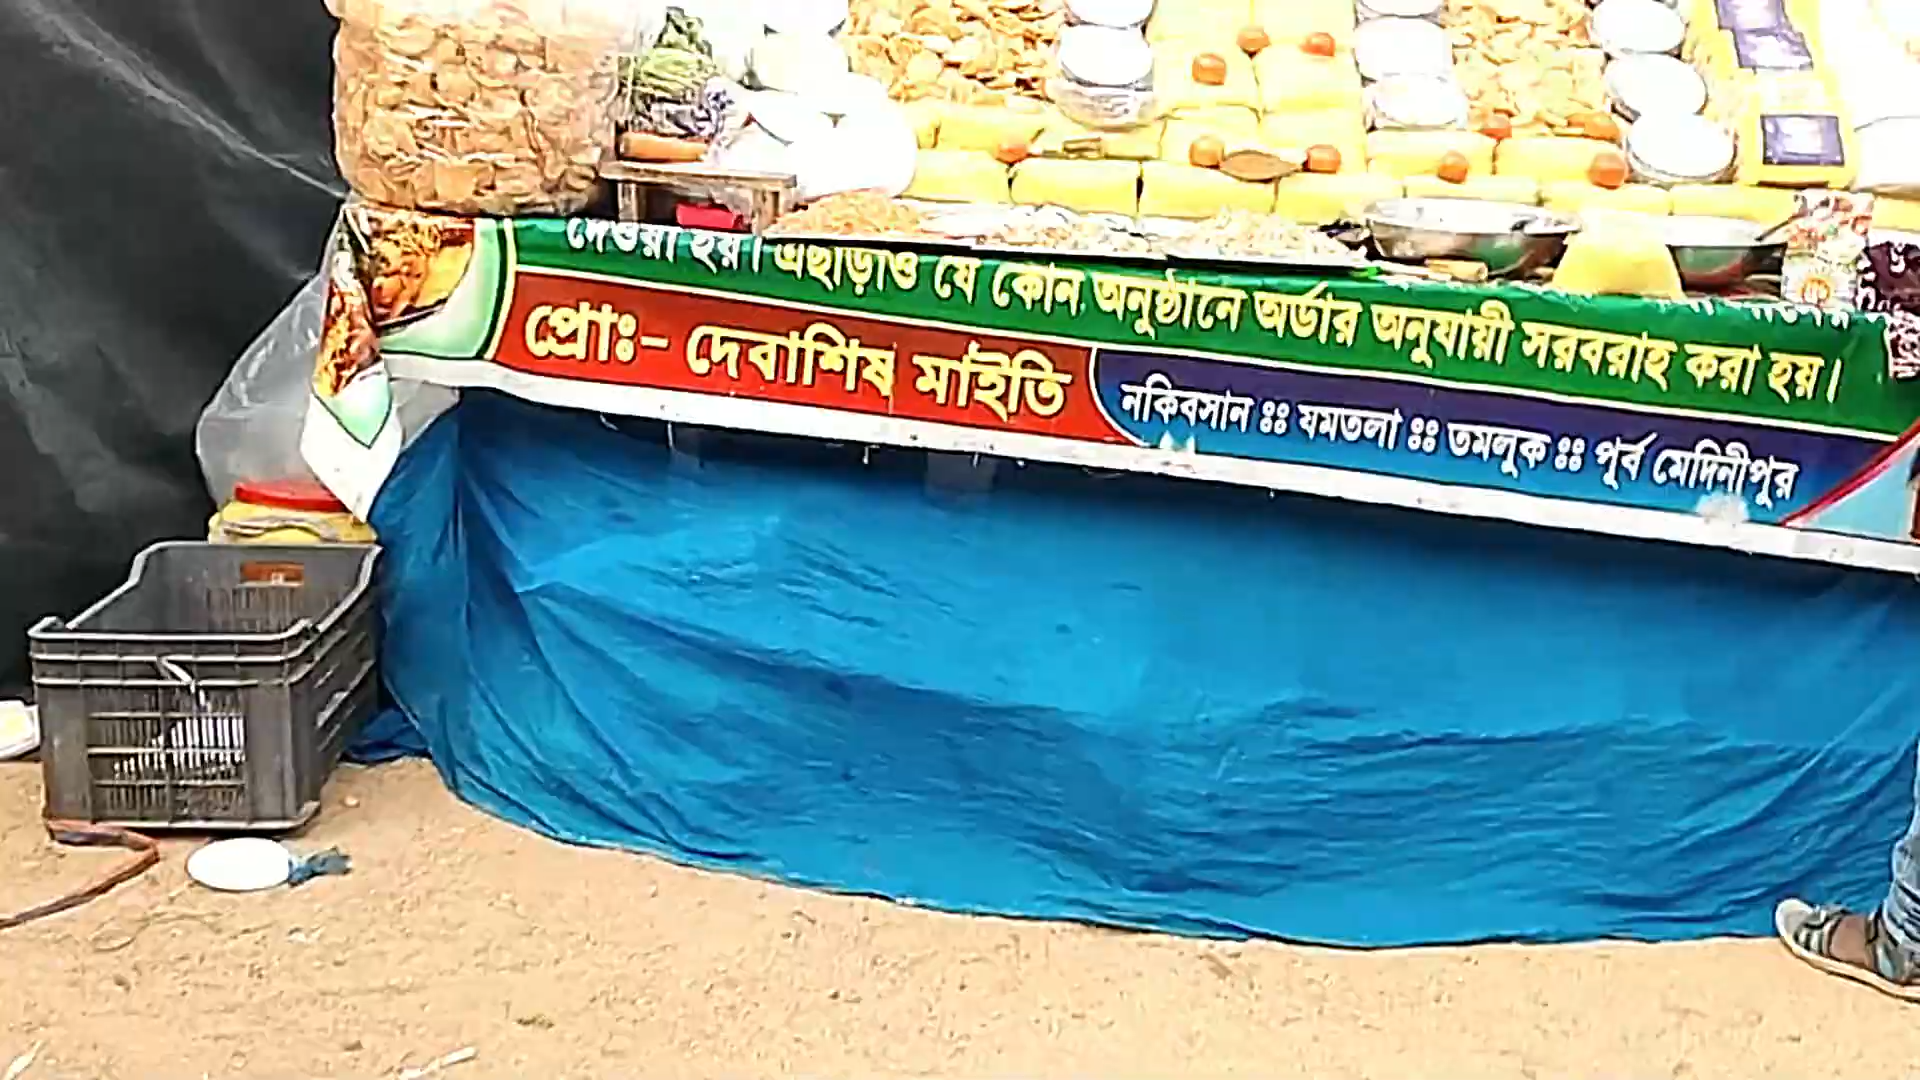 দেওয়া হয়। এছাড়াও যে কোন অনুষ্ঠানে অর্ডার অনুযায়ী সরবরাহ করা হয়।
প্রোঃ- দেবাশিষ মাইতি
নকিবসান ঃঃ যমতলা ঃঃ তমলুক ঃঃ পূর্ব মেদিনীপুর